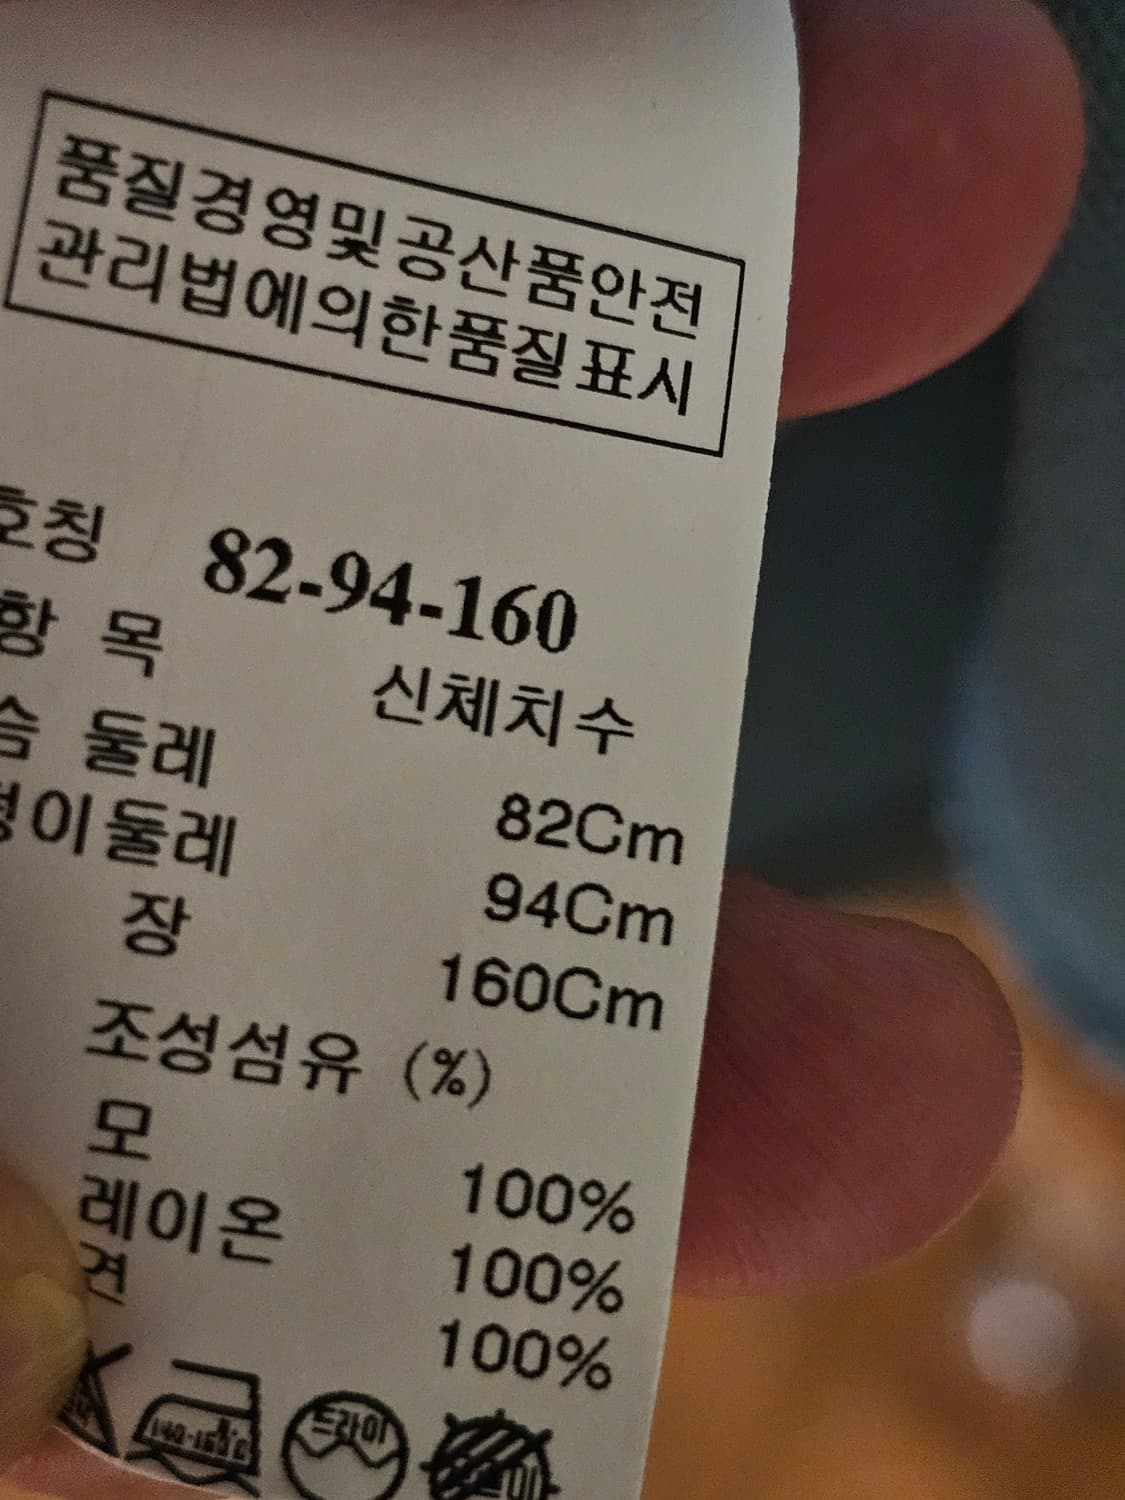 품질경영및공산품안전
관리법에의한품질표시
호칭 82-94-160
항 목 신체치수
둘레 82Cm
둘레 94Cm
장 160Cm
조성섬유 (%)
모 100%
레이온 100%
견 100%
드라이